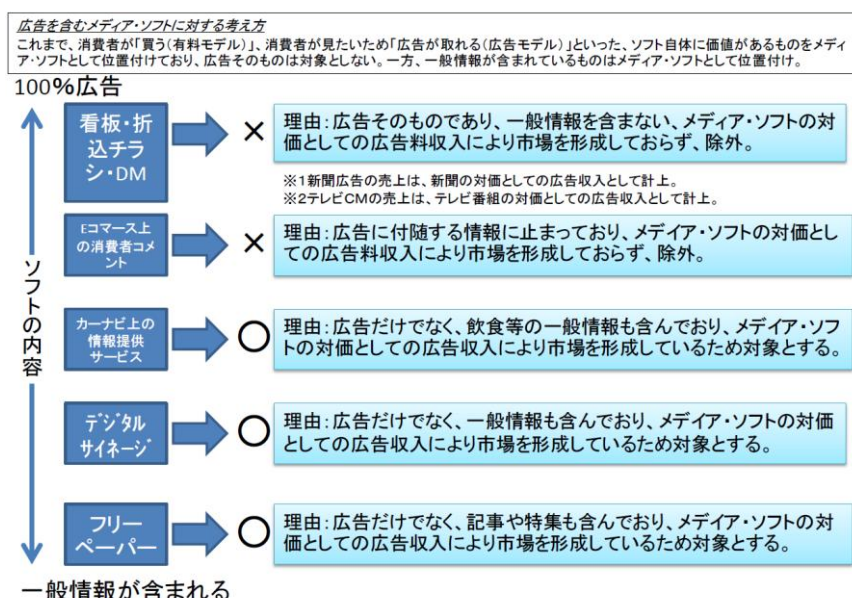 広告を含むメディア・ソフトに対する考え方
これまで、消費者が「買う(有料モデル)」、消費者が見たいため「広告が取れる(広告モデル)」といった、ソフト自体に価値があるものをメディ
ア・ソフトとして位置付けており、広告そのものは対象としない。一方、一般情報が含まれているものはメディア・ソフトとして位置付け。
100%広告
ソフトの内容
看板・折
込チラ
シ・DM
×
理由:広告そのものであり、一般情報を含まない、メディア・ソフトの対
価としての広告料収入により市場を形成しておらず、除外。
※1新聞広告の売上は、新聞の対価としての広告収入として計上。
※2テレビCMの売上は、テレビ番組の対価としての広告収入として計上。
Eコマース上
の消費者コメ
ント
×
理由:広告に付随する情報に止まっており、メデイア・ソフトの対価とし
ての広告料収入により市場を形成しておらず、除外。
カーナビ上の
情報提供
サービス
○
理由:広告だけでなく、飲食等の一般情報も含んでおり、メデイア・ソフ
トの対価としての広告収入により市場を形成しているため対象とする。
デジタル
サイネージ
○
理由:広告だけでなく、一般情報も含んでおり、メデイア・ソフトの対価
としての広告収入により市場を形成しているため対象とする。
フリー
ペーパー
○
理由:広告だけでなく、記事や特集も含んでおり、メデイア・ソフトの対
価としての広告収入により市場を形成しているため対象とする。
一般情報が含まれる